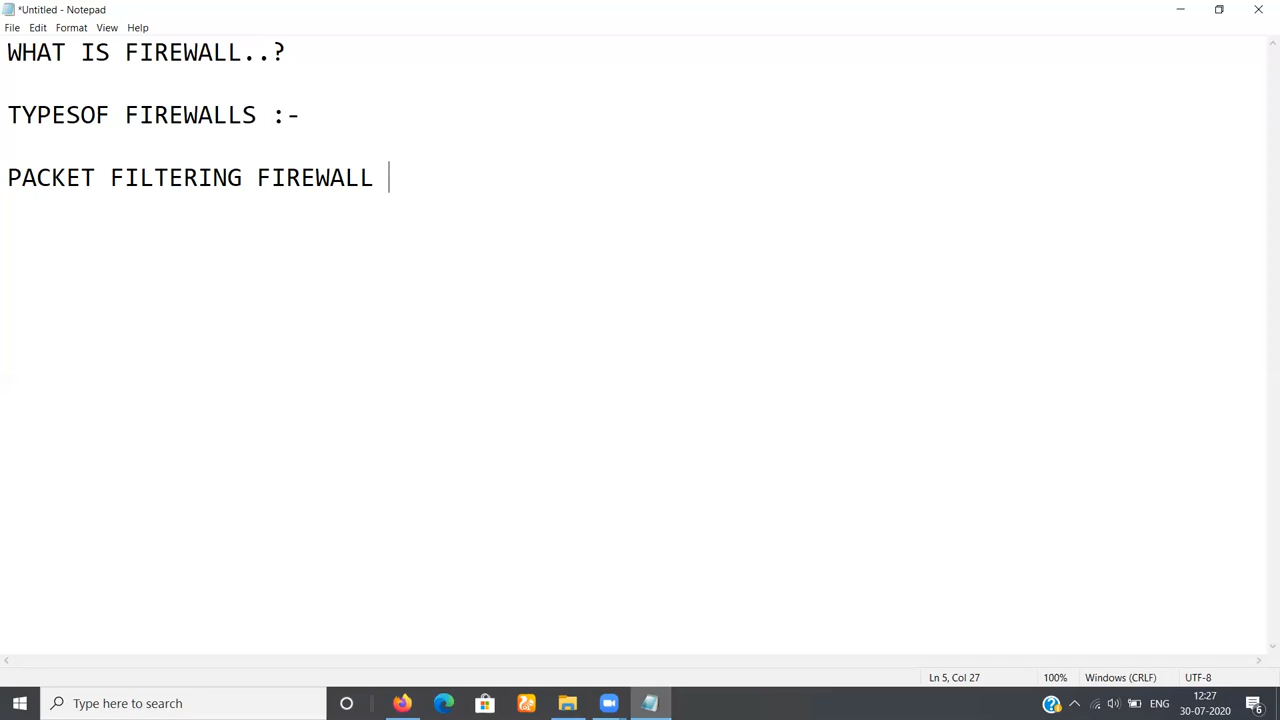 *Untitled - Notepad
File Edit Format View Help
WHAT IS FIREWALL..?
TYPESOF FIREWALLS :-
PACKET FILTERING FIREWALL
Ln 5, Col 27 100% Windows (CRLF) UTF-8
Type here to search
ENG
12:27
30-07-2020
6